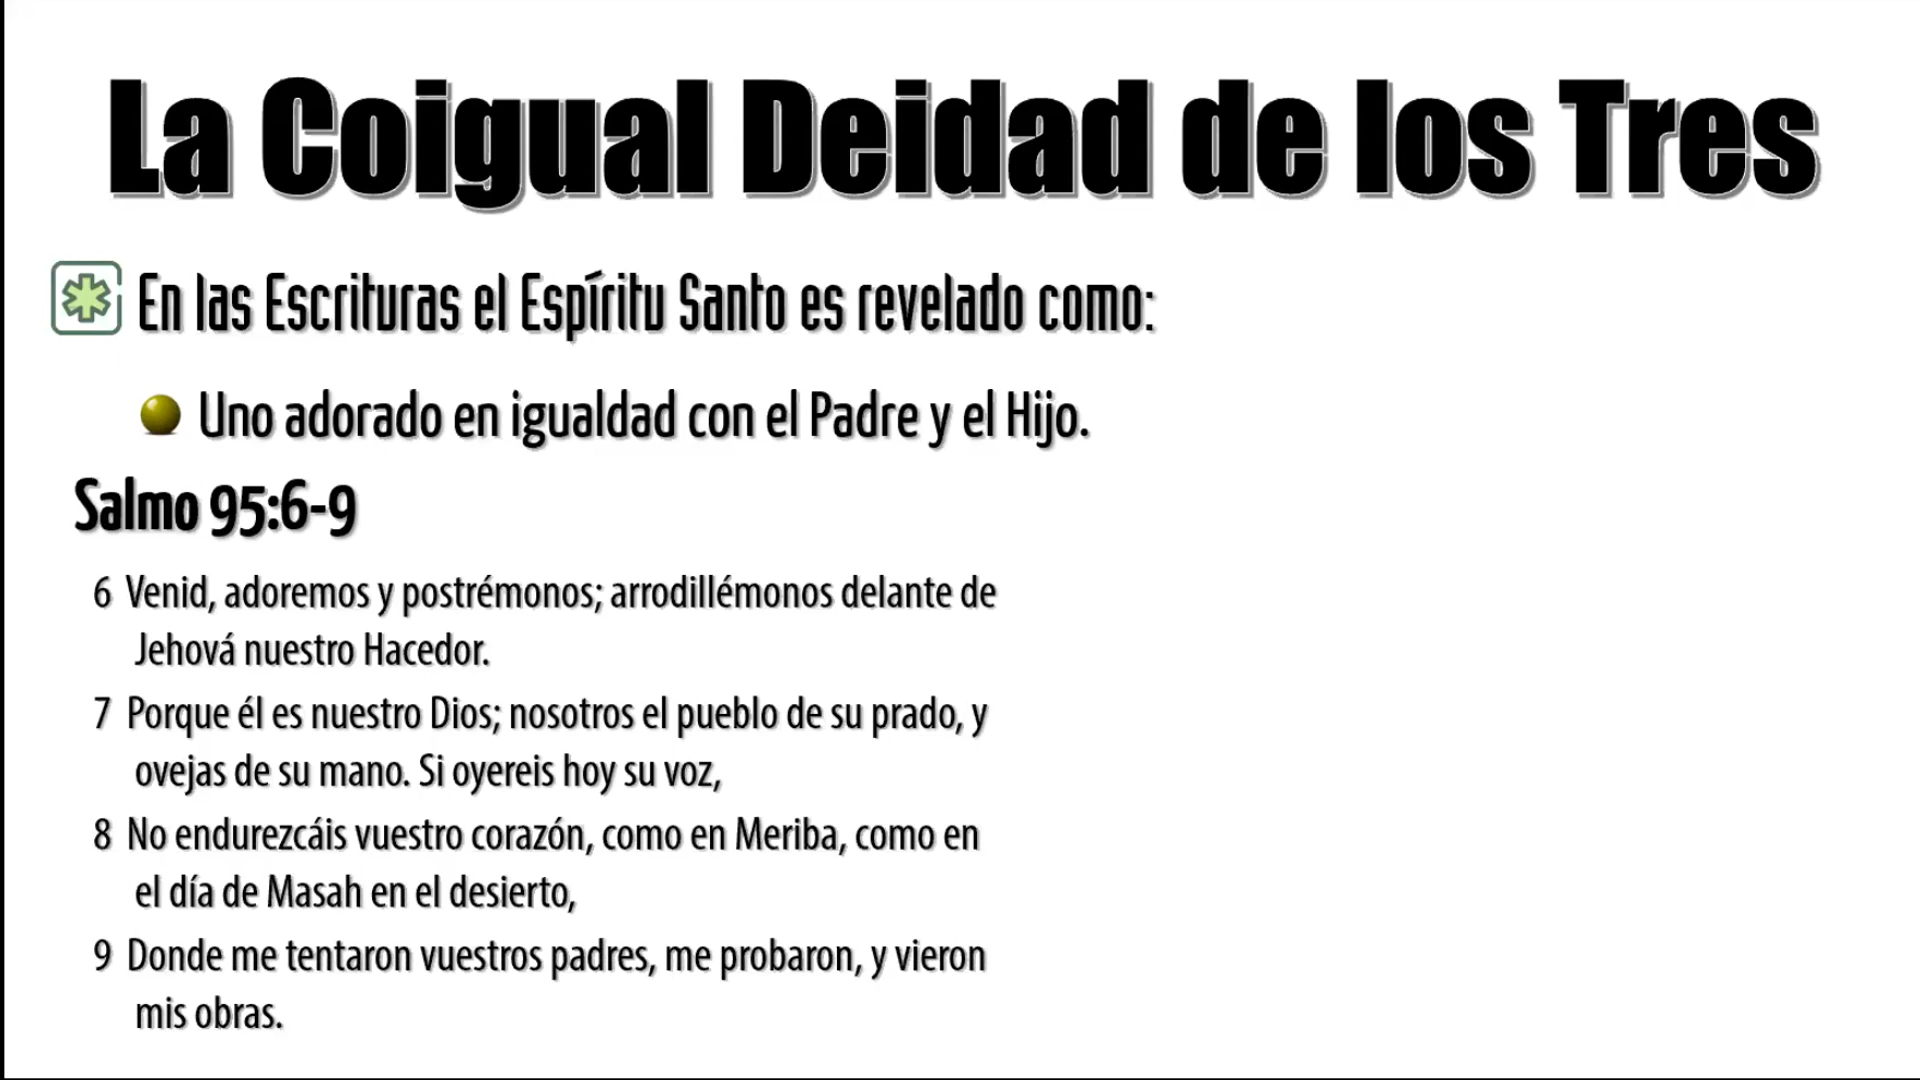 La Coigual Deidad de los Tres
En las Escrituras el Espíritu Santo es revelado como:
Uno adorado en igualdad con el Padre y el Hijo.
Salmo 95:6-9
6 Venid, adoremos y postrémonos; arrodillémonos delante de
Jehová nuestro Hacedor.
7 Porque él es nuestro Dios; nosotros el pueblo de su prado, y
ovejas de su mano. Si oyereis hoy su voz,
8 No endurezcáis vuestro corazón, como en Meriba, como en
el día de Masah en el desierto,
9 Donde me tentaron vuestros padres, me probaron, y vieron
mis obras.